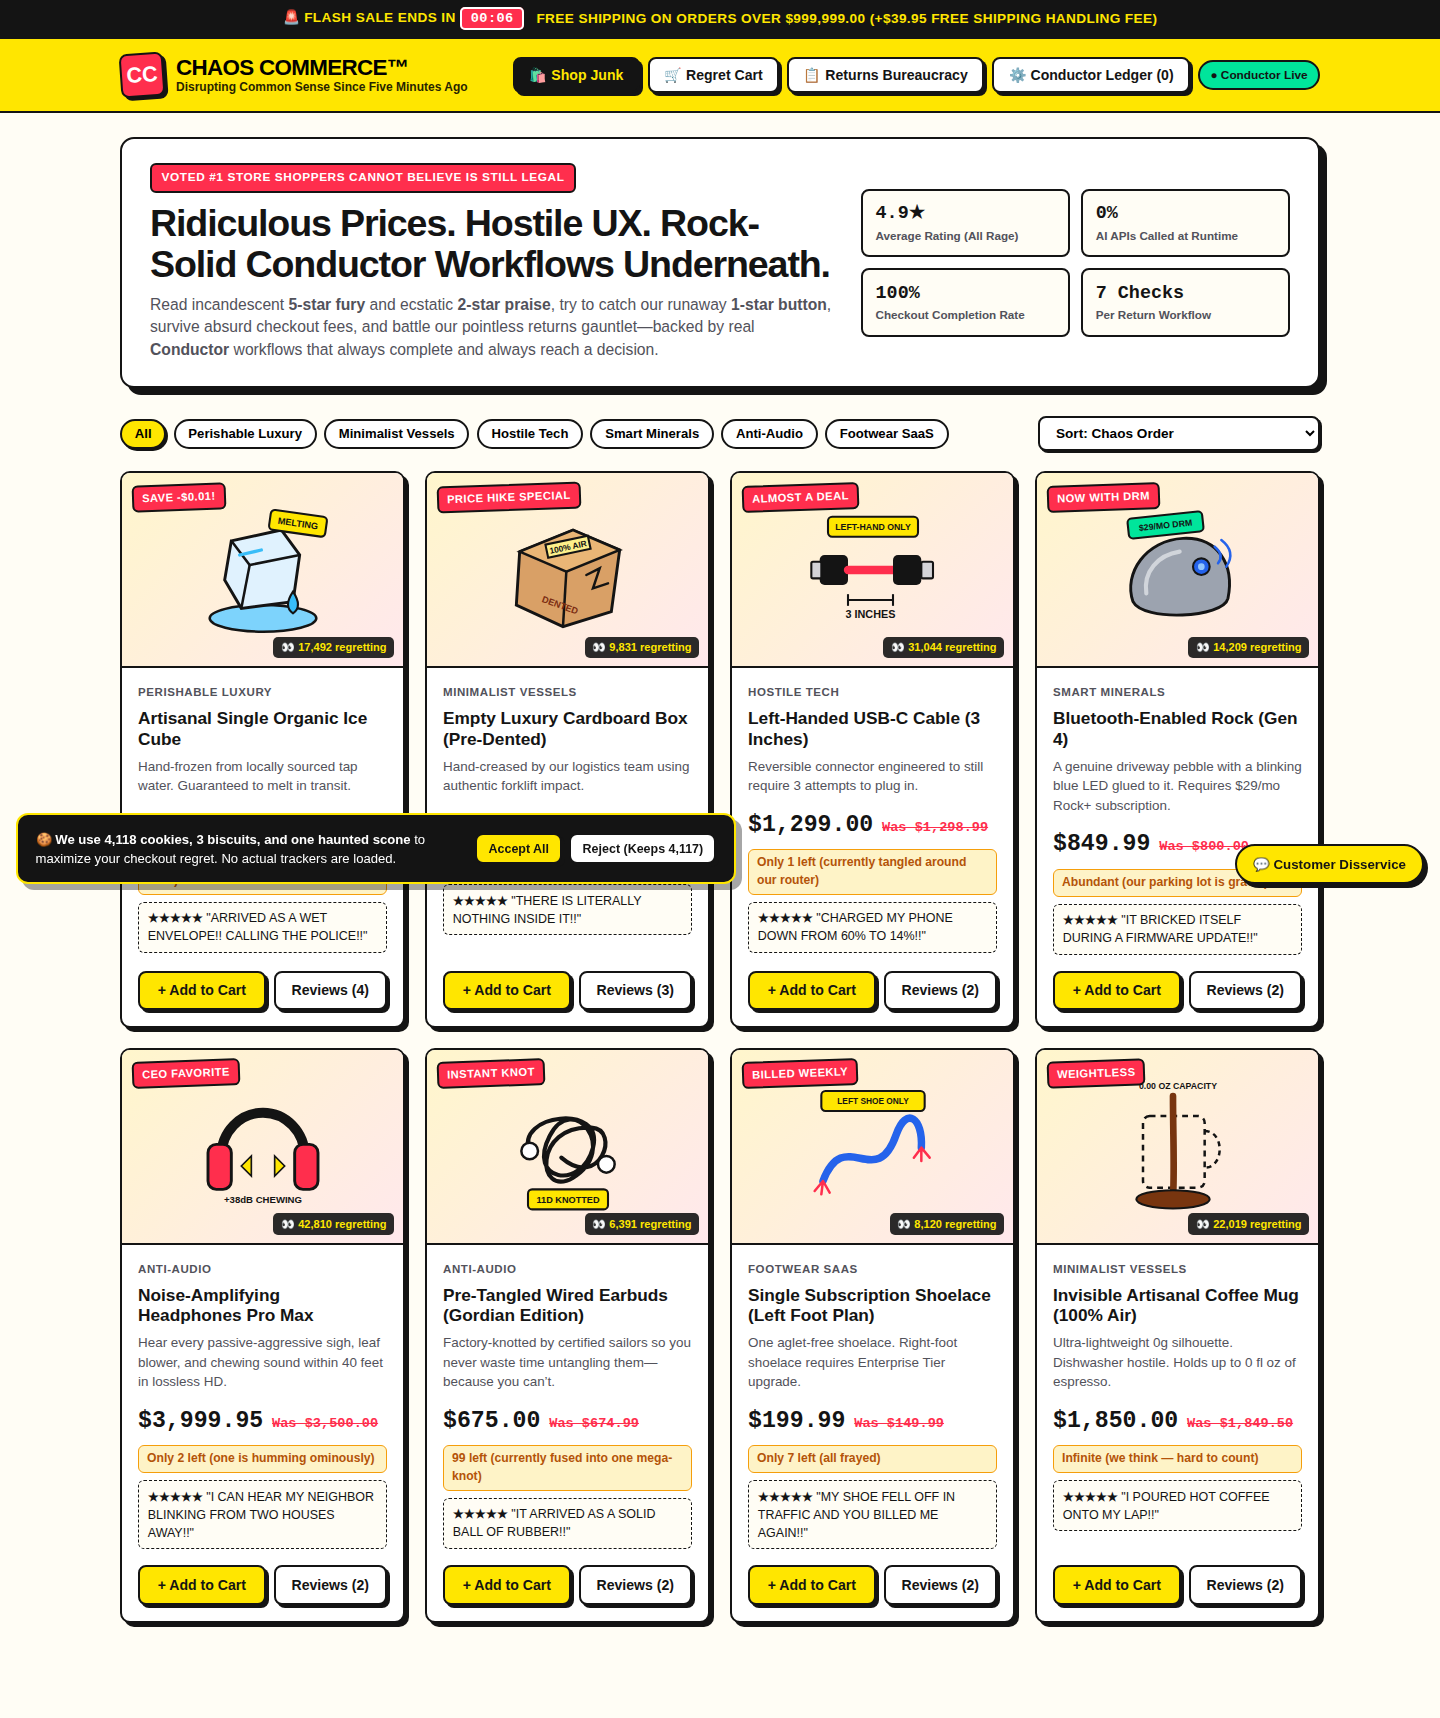 🚨 FLASH SALE ENDS IN 00:06 FREE SHIPPING ON ORDERS OVER $999,999.00 (+$39.95 FREE SHIPPING HANDLING FEE)
CC
CHAOS COMMERCE™
Disrupting Common Sense Since Five Minutes Ago
🛍️ Shop Junk
🛒 Regret Cart
📋 Returns Bureaucracy
⚙️ Conductor Ledger (0)
● Conductor Live
VOTED #1 STORE SHOPPERS CANNOT BELIEVE IS STILL LEGAL
Ridiculous Prices. Hostile UX. Rock-
Solid Conductor Workflows Underneath.
Read incandescent 5-star fury and ecstatic 2-star praise, try to catch our runaway 1-star button,
survive absurd checkout fees, and battle our pointless returns gauntlet—backed by real
Conductor workflows that always complete and always reach a decision.
4.9★
Average Rating (All Rage)
0%
AI APIs Called at Runtime
100%
Checkout Completion Rate
7 Checks
Per Return Workflow
All
Perishable Luxury
Minimalist Vessels
Hostile Tech
Smart Minerals
Anti-Audio
Footwear SaaS
Sort: Chaos Order
SAVE -$0.01!
MELTING
👀 17,492 regretting
PERISHABLE LUXURY
Artisanal Single Organic Ice
Cube
Hand-frozen from locally sourced tap
water. Guaranteed to melt in transit.
★★★★★ "ARRIVED AS A WET
ENVELOPE!! CALLING THE POLICE!!"
+ Add to Cart
Reviews (4)
PRICE HIKE SPECIAL
100% AIR
DENTED
👀 9,831 regretting
MINIMALIST VESSELS
Empty Luxury Cardboard Box
(Pre-Dented)
Hand-creased by our logistics team using
authentic forklift impact.
★★★★★ "THERE IS LITERALLY
NOTHING INSIDE IT!!"
+ Add to Cart
Reviews (3)
ALMOST A DEAL
LEFT-HAND ONLY
3 INCHES
👀 31,044 regretting
HOSTILE TECH
Left-Handed USB-C Cable (3
Inches)
Reversible connector engineered to still
require 3 attempts to plug in.
$1,299.00 Was $1,298.99
Only 1 left (currently tangled around
our router)
★★★★★ "CHARGED MY PHONE
DOWN FROM 60% TO 14%!!"
+ Add to Cart
Reviews (2)
NOW WITH DRM
$29/MO DRM
👀 14,209 regretting
SMART MINERALS
Bluetooth-Enabled Rock (Gen
4)
A genuine driveway pebble with a blinking
blue LED glued to it. Requires $29/mo
Rock+ subscription.
$849.99 Was $800.00
Abundant (our parking lot is
★★★★★ "IT BRICKED ITSELF
DURING A FIRMWARE UPDATE!!"
+ Add to Cart
Reviews (2)
🍪 We use 4,118 cookies, 3 biscuits, and one haunted scone to
maximize your checkout regret. No actual trackers are loaded.
Accept All
Reject (Keeps 4,117)
💬 Customer Disservice
CEO FAVORITE
+38dB CHEWING
👀 42,810 regretting
ANTI-AUDIO
Noise-Amplifying
Headphones Pro Max
Hear every passive-aggressive sigh, leaf
blower, and chewing sound within 40 feet
in lossless HD.
$3,999.95 Was $3,500.00
Only 2 left (one is humming ominously)
★★★★★ "I CAN HEAR MY NEIGHBOR
BLINKING FROM TWO HOUSES
AWAY!!"
+ Add to Cart
Reviews (2)
INSTANT KNOT
11D KNOTTED
👀 6,391 regretting
ANTI-AUDIO
Pre-Tangled Wired Earbuds
(Gordian Edition)
Factory-knotted by certified sailors so you
never waste time untangling them—
because you can't.
$675.00 Was $674.99
99 left (currently fused into one mega-
knot)
★★★★★ "IT ARRIVED AS A SOLID
BALL OF RUBBER!!"
+ Add to Cart
Reviews (2)
BILLED WEEKLY
LEFT SHOE ONLY
👀 8,120 regretting
FOOTWEAR SAAS
Single Subscription Shoelace
(Left Foot Plan)
One aglet-free shoelace. Right-foot
shoelace requires Enterprise Tier
upgrade.
$199.99 Was $149.99
Only 7 left (all frayed)
★★★★★ "MY SHOE FELL OFF IN
TRAFFIC AND YOU BILLED ME
AGAIN!!"
+ Add to Cart
Reviews (2)
WEIGHTLESS
0.00 OZ CAPACITY
👀 22,019 regretting
MINIMALIST VESSELS
Invisible Artisanal Coffee Mug
(100% Air)
Ultra-lightweight 0g silhouette.
Dishwasher hostile. Holds up to 0 fl oz of
espresso.
$1,850.00 Was $1,849.50
Infinite (we think — hard to count)
★★★★★ "I POURED HOT COFFEE
ONTO MY LAP!!"
+ Add to Cart
Reviews (2)